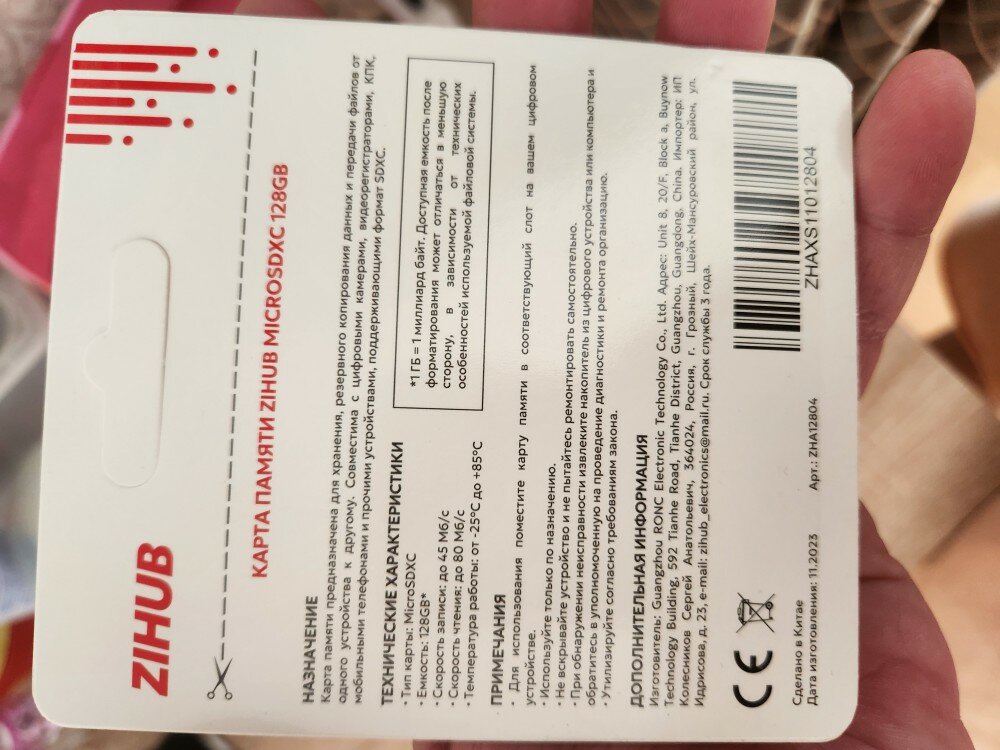 ZIHUB
КАРТА ПАМЯТИ ZIHUB MICROSDXC 128GB
НАЗНАЧЕНИЕ
Карта памяти предназначена для хранения, резервного копирования данных и передачи файлов от
одного устройства к другому. Совместима с цифровыми камерами, видеорегистраторами, КПК,
мобильными телефонами и прочими устройствами, поддерживающими формат SDXC.
ТЕХНИЧЕСКИЕ ХАРАКТЕРИСТИКИ
• Тип карты: MicroSDXC
• Емкость: 128GB*
• Скорость записи: до 45 Мб/с
• Скорость чтения: до 80 Мб/с
• Температура работы: от -25°C до +85°C
*1 ГБ = 1 миллиард байт. Доступная емкость после
форматирования может отличаться в меньшую
сторону, в зависимости от технических
особенностей используемой файловой системы.
ПРИМЕЧАНИЯ
• Для использования поместите карту памяти в соответствующий слот на вашем цифровом
устройстве.
• Используйте только по назначению.
• Не вскрывайте устройство и не пытайтесь ремонтировать самостоятельно.
• При обнаружении неисправности извлеките накопитель из цифрового устройства или компьютера и
обратитесь в уполномоченную на проведение диагностики и ремонта организацию.
• Утилизируйте согласно требованиям закона.
ДОПОЛНИТЕЛЬНАЯ ИНФОРМАЦИЯ
Изготовитель: Guangzhou RONC Electronic Technology Co., Ltd. Адрес: Unit 8, 20/F, Block a, Buynow
Technology Building, 592 Tianhe Road, Tianhe District, Guangzhou, Guangdong, China. Импортер: ИП
Колесников Сергей Анатольевич, 364024, Россия, г. Грозный, Шейх-Мансуровский район, ул.
Идрисова, д, 23, e-mail: zihub_electronics@mail.ru. Срок службы 3 года.
CE
Сделано в Китае
Дата изготовления: 11.2023
Арт.: ZHA12804
ZHAXS11012804